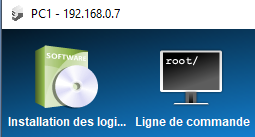 PC1 - 192.168.0.7
SOFTWARE
root/
Installation des logi...
Ligne de commande